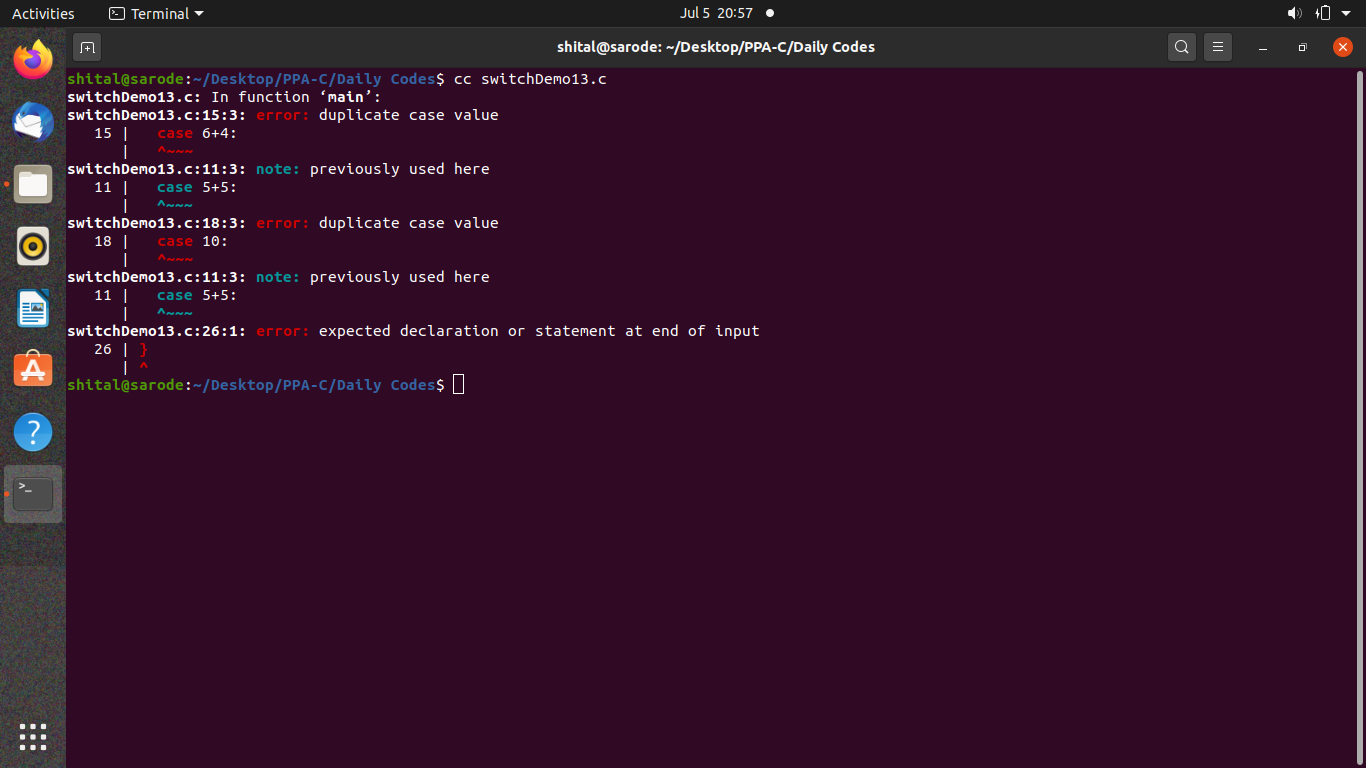 Activities Terminal Jul 5 20:57
shital@sarode: ~/Desktop/PPA-C/Daily Codes
shital@sarode:~/Desktop/PPA-C/Daily Codes$ cc switchDemo13.c
switchDemo13.c: In function ‘main’:
switchDemo13.c:15:3: error: duplicate case value
   15 |   case 6+4:
      |   ^~~~
switchDemo13.c:11:3: note: previously used here
   11 |   case 5+5:
      |   ^~~~
switchDemo13.c:18:3: error: duplicate case value
   18 |   case 10:
      |   ^~~~
switchDemo13.c:11:3: note: previously used here
   11 |   case 5+5:
      |   ^~~~
switchDemo13.c:26:1: error: expected declaration or statement at end of input
   26 | }
      | ^
shital@sarode:~/Desktop/PPA-C/Daily Codes$